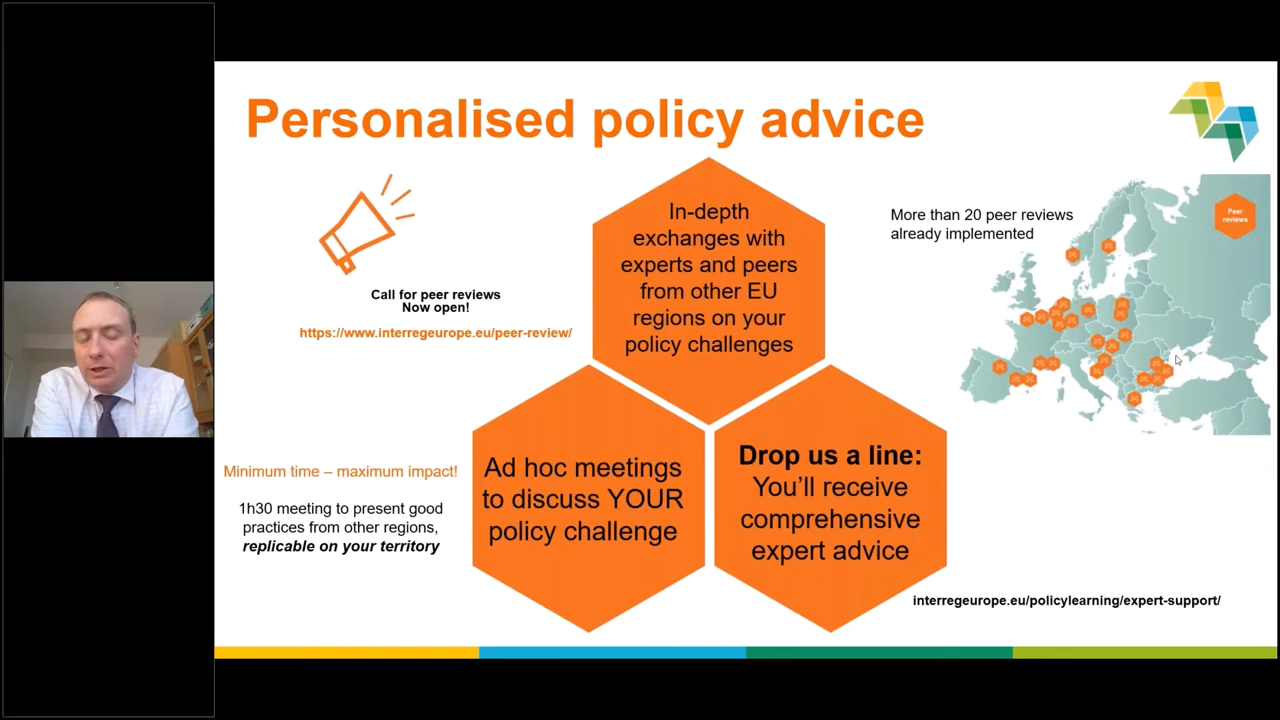 Personalised policy advice
In-depth
exchanges with
experts and peers
from other EU
regions on your
policy challenges
More than 20 peer reviews
already implemented
Peer
reviews
Call for peer reviews
Now open!
https://www.interregeurope.eu/peer-review/
Minimum time – maximum impact!
1h30 meeting to present good
practices from other regions,
replicable on your territory
Ad hoc meetings
to discuss YOUR
policy challenge
Drop us a line:
You’ll receive
comprehensive
expert advice
interregeurope.eu/policylearning/expert-support/